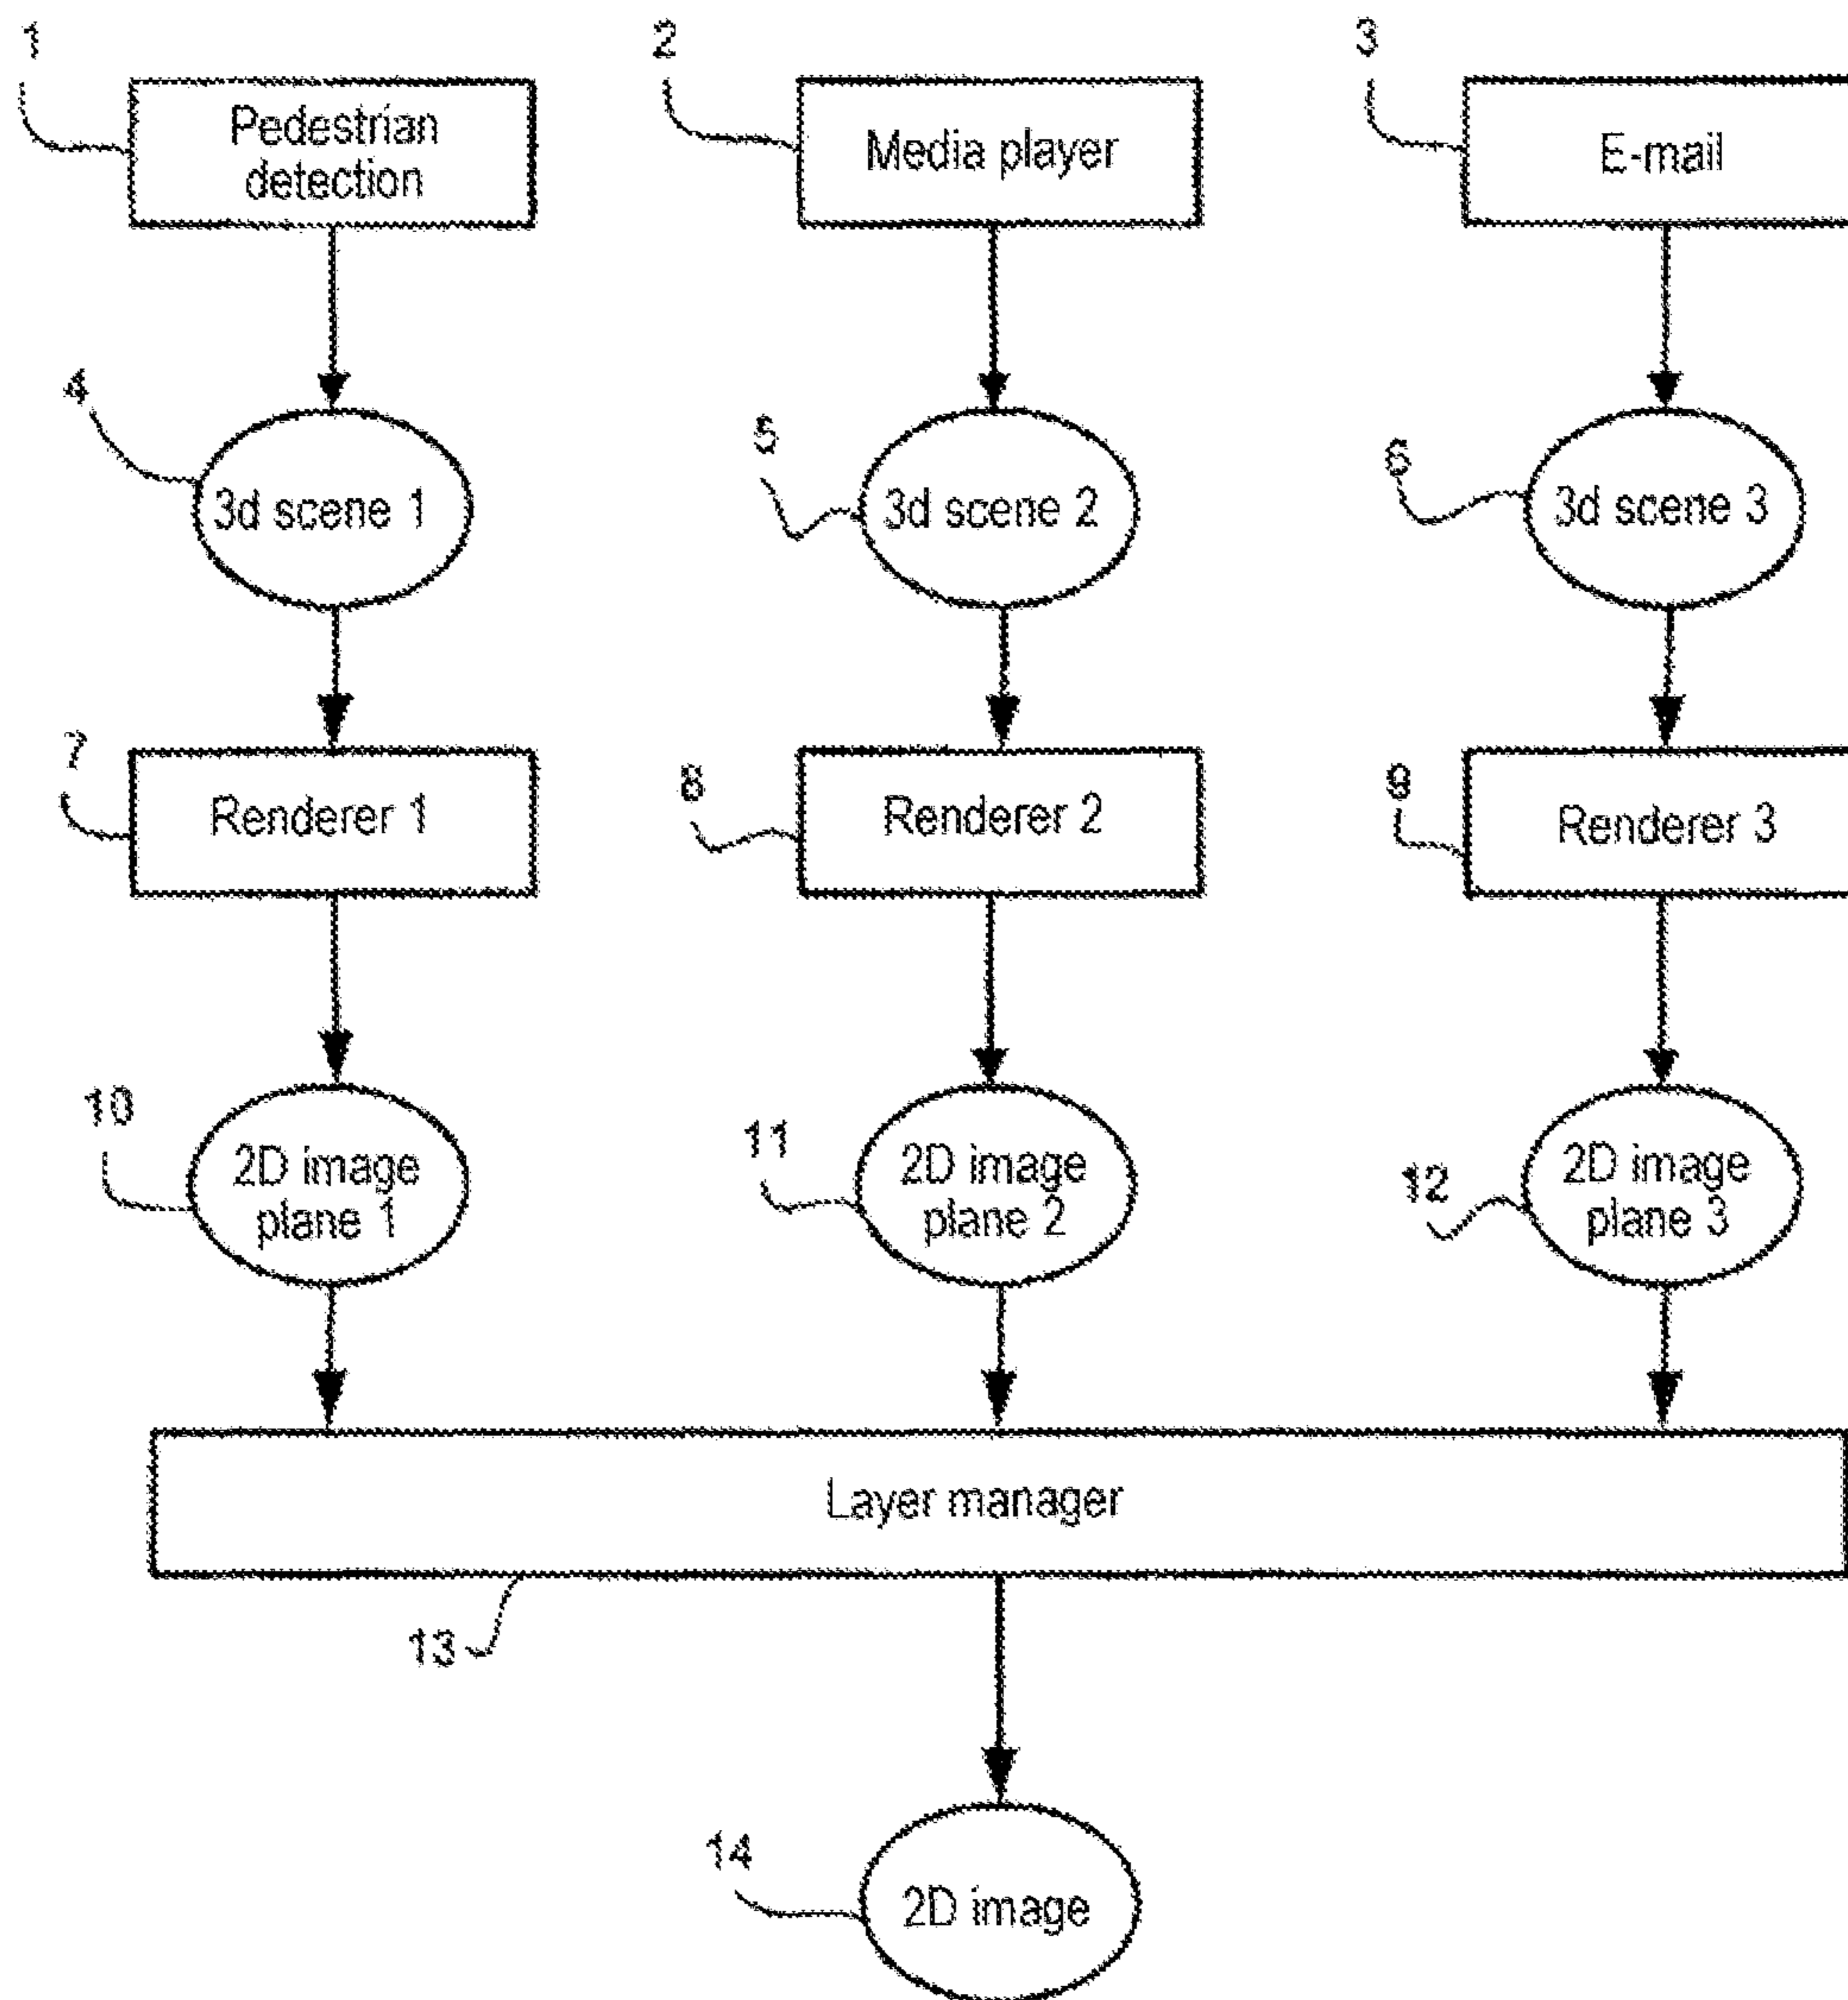 1
2
3
Pedestrian
detection
Media player
E-mail
4
5
6
3d scene 1
3d scene 2
3d scene 3
7
8
9
Renderer 1
Renderer 2
Renderer 3
10
11
12
2D image
plane 1
2D image
plane 2
2D image
plane 3
Layer manager
13
14
2D image